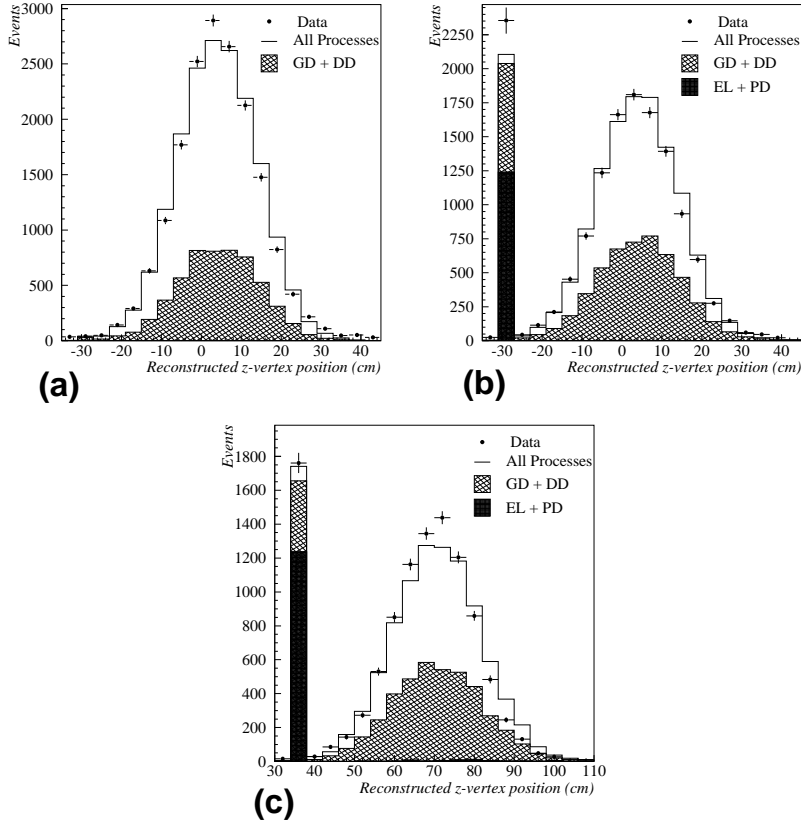 Events
3000
2500
2000
1500
1000
500
0
Data
All Processes
GD + DD
-30 -20 -10 0 10 20 30 40
Reconstructed z-vertex position (cm)
(a)
Events
2250
2000
1750
1500
1250
1000
750
500
250
0
Data
All Processes
GD + DD
EL + PD
-30 -20 -10 0 10 20 30 40
Reconstructed z-vertex position (cm)
(b)
Events
1800
1600
1400
1200
1000
800
600
400
200
0
Data
All Processes
GD + DD
EL + PD
30 40 50 60 70 80 90 100 110
Reconstructed z-vertex position (cm)
(c)